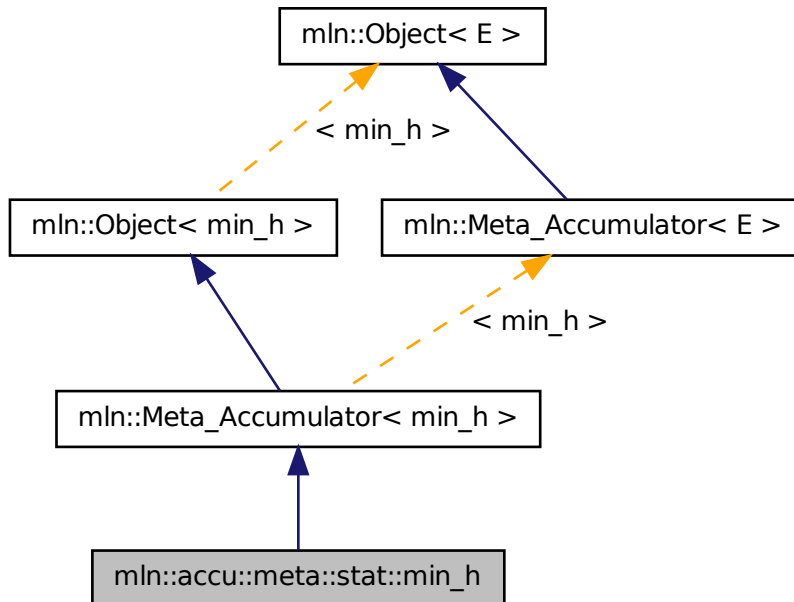 mln::Object< E >
< min_h >
mln::Object< min_h >
mln::Meta_Accumulator< E >
< min_h >
mln::Meta_Accumulator< min_h >
mln::accu::meta::stat::min_h